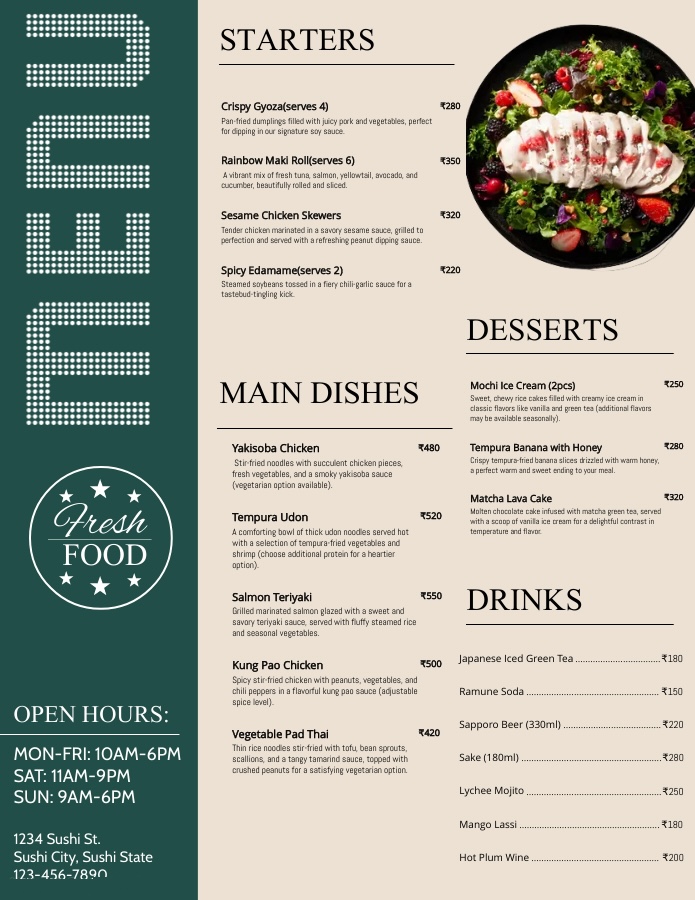 MENU
Fresh
FOOD
OPEN HOURS:
MON-FRI: 10AM-6PM
SAT: 11AM-9PM
SUN: 9AM-6PM
1234 Sushi St.
Sushi City, Sushi State
123-456-7890
STARTERS
Crispy Gyoza(serves 4) ₹280
Pan-fried dumplings filled with juicy pork and vegetables, perfect
for dipping in our signature soy sauce.
Rainbow Maki Roll(serves 6) ₹350
A vibrant mix of fresh tuna, salmon, yellowtail, avocado, and
cucumber, beautifully rolled and sliced.
Sesame Chicken Skewers ₹320
Tender chicken marinated in a savory sesame sauce, grilled to
perfection and served with a refreshing peanut dipping sauce.
Spicy Edamame(serves 2) ₹220
Steamed soybeans tossed in a fiery chili-garlic sauce for a
tastebud-tingling kick.
MAIN DISHES
Yakisoba Chicken ₹480
Stir-fried noodles with succulent chicken pieces,
fresh vegetables, and a smoky yakisoba sauce
(vegetarian option available).
Tempura Udon ₹520
A comforting bowl of thick udon noodles served hot
with a selection of tempura-fried vegetables and
shrimp (choose additional protein for a heartier
option).
Salmon Teriyaki ₹550
Grilled marinated salmon glazed with a sweet and
savory teriyaki sauce, served with fluffy steamed rice
and seasonal vegetables.
Kung Pao Chicken ₹500
Spicy stir-fried chicken with peanuts, vegetables, and
chili peppers in a flavorful kung pao sauce (adjustable
spice level).
Vegetable Pad Thai ₹420
Thin rice noodles stir-fried with tofu, bean sprouts,
scallions, and a tangy tamarind sauce, topped with
crushed peanuts for a satisfying vegetarian option.
DESSERTS
Mochi Ice Cream (2pcs) ₹250
Sweet, chewy rice cakes filled with creamy ice cream in
classic flavors like vanilla and green tea (additional flavors
may be available seasonally).
Tempura Banana with Honey ₹280
Crispy tempura-fried banana slices drizzled with warm honey,
a perfect warm and sweet ending to your meal.
Matcha Lava Cake ₹320
Molten chocolate cake infused with matcha green tea, served
with a scoop of vanilla ice cream for a delightful contrast in
temperature and flavor.
DRINKS
Japanese Iced Green Tea ................................ ₹180
Ramune Soda ................................................ ₹150
Sapporo Beer (330ml) .................................... ₹220
Sake (180ml) ................................................. ₹280
Lychee Mojito ................................................ ₹250
Mango Lassi .................................................. ₹180
Hot Plum Wine .............................................. ₹200